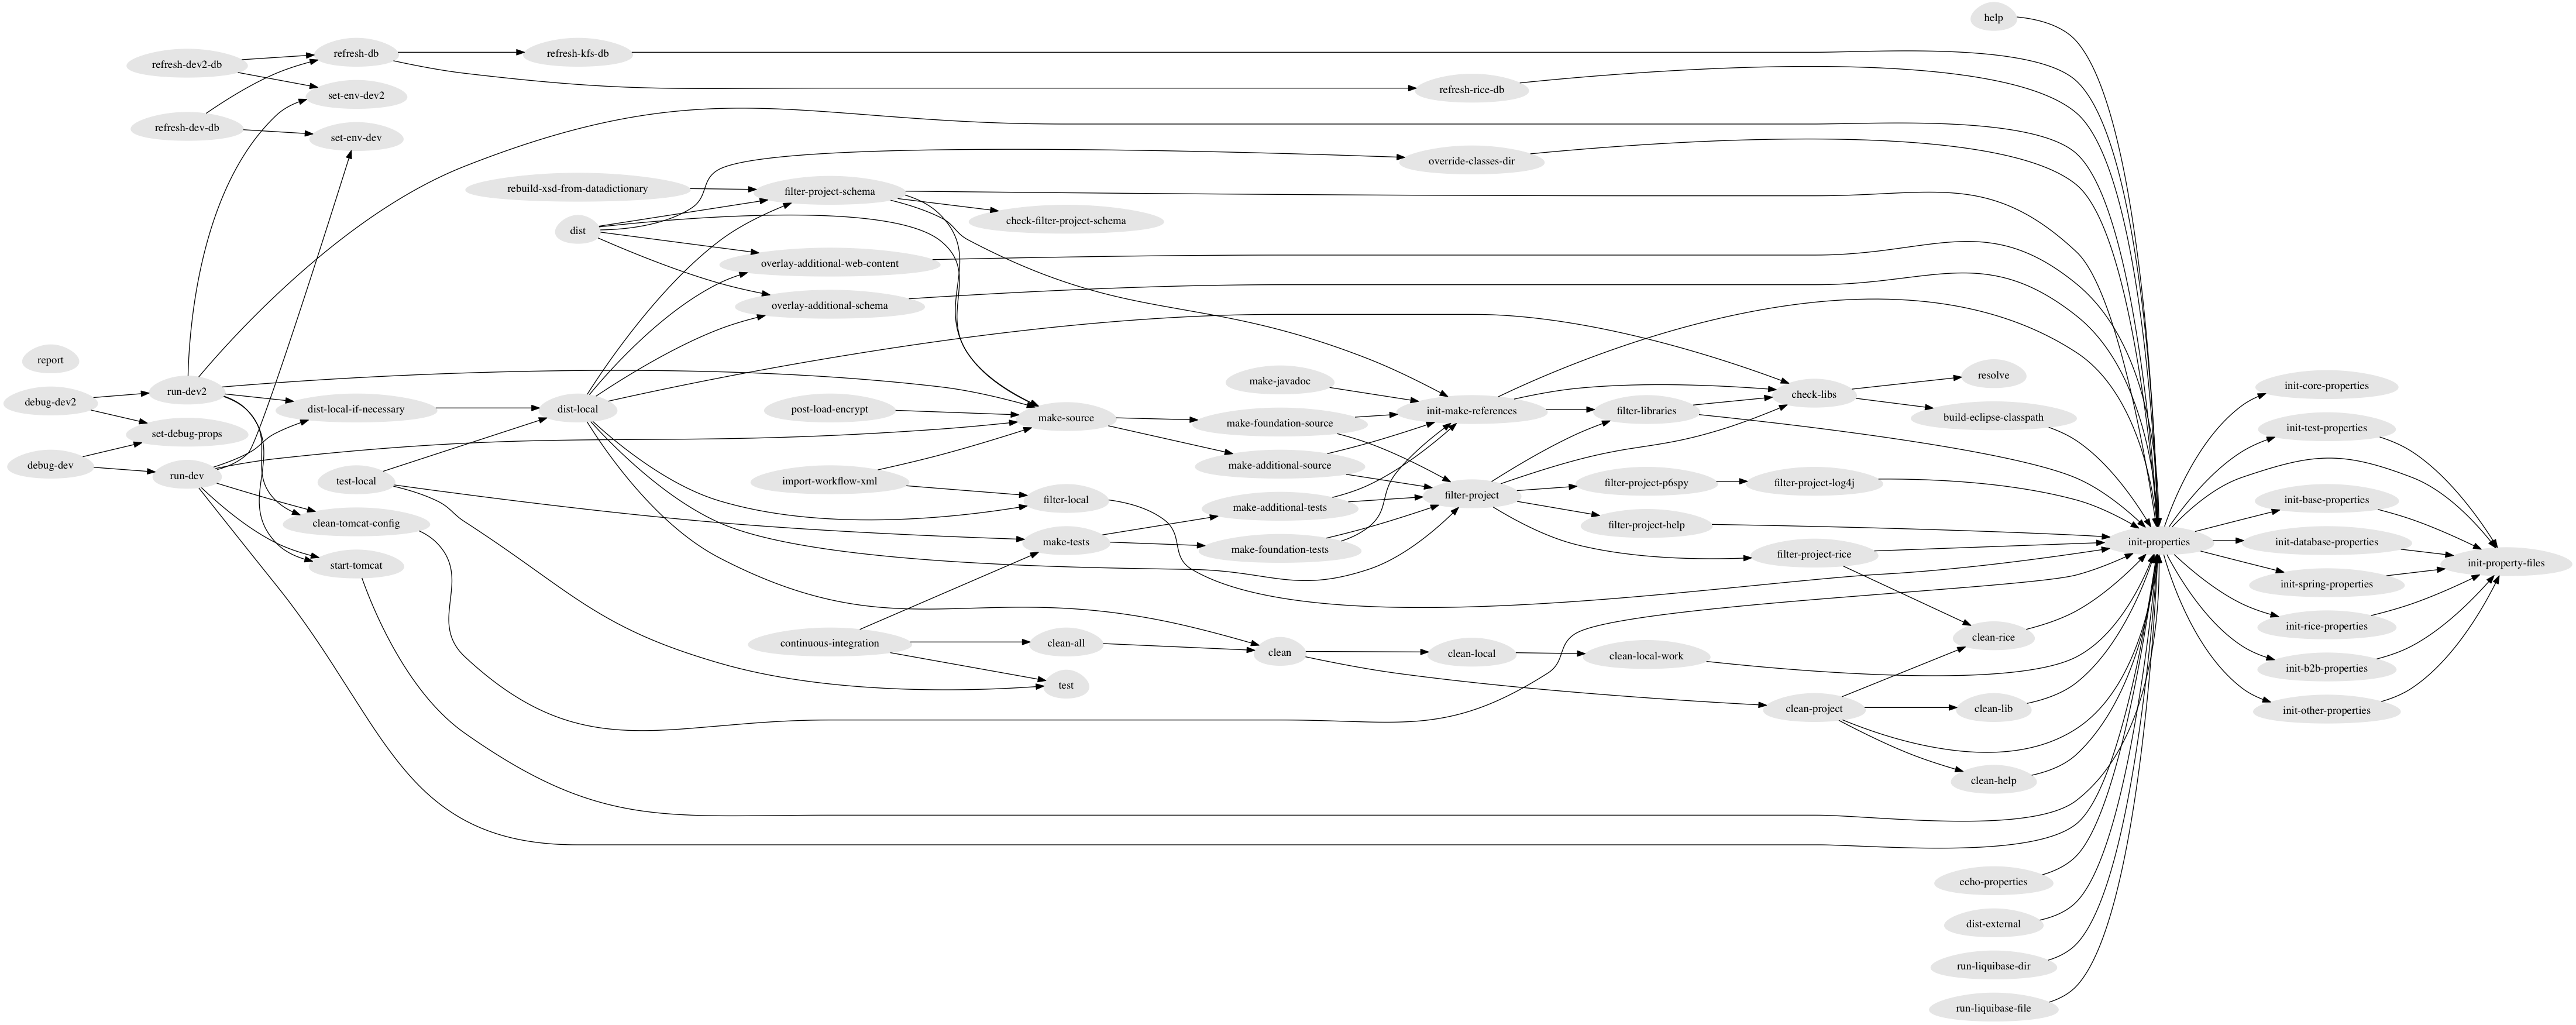 help
refresh-dev2-db
refresh-db
refresh-kfs-db
refresh-rice-db
set-env-dev2
refresh-dev-db
set-env-dev
override-classes-dir
rebuild-xsd-from-datadictionary
filter-project-schema
check-filter-project-schema
dist
overlay-additional-web-content
overlay-additional-schema
report
debug-dev2
run-dev2
set-debug-props
debug-dev
run-dev
dist-local-if-necessary
dist-local
test-local
clean-tomcat-config
start-tomcat
post-load-encrypt
make-source
import-workflow-xml
filter-local
make-tests
continuous-integration
clean-all
test
make-javadoc
make-foundation-source
make-additional-source
make-additional-tests
make-foundation-tests
clean
init-make-references
filter-project
clean-local
filter-libraries
filter-project-p6spy
filter-project-help
clean-local-work
check-libs
filter-project-log4j
filter-project-rice
clean-project
resolve
build-eclipse-classpath
clean-rice
clean-lib
clean-help
echo-properties
dist-external
run-liquibase-dir
run-liquibase-file
init-properties
init-core-properties
init-test-properties
init-base-properties
init-database-properties
init-spring-properties
init-rice-properties
init-b2b-properties
init-other-properties
init-property-files